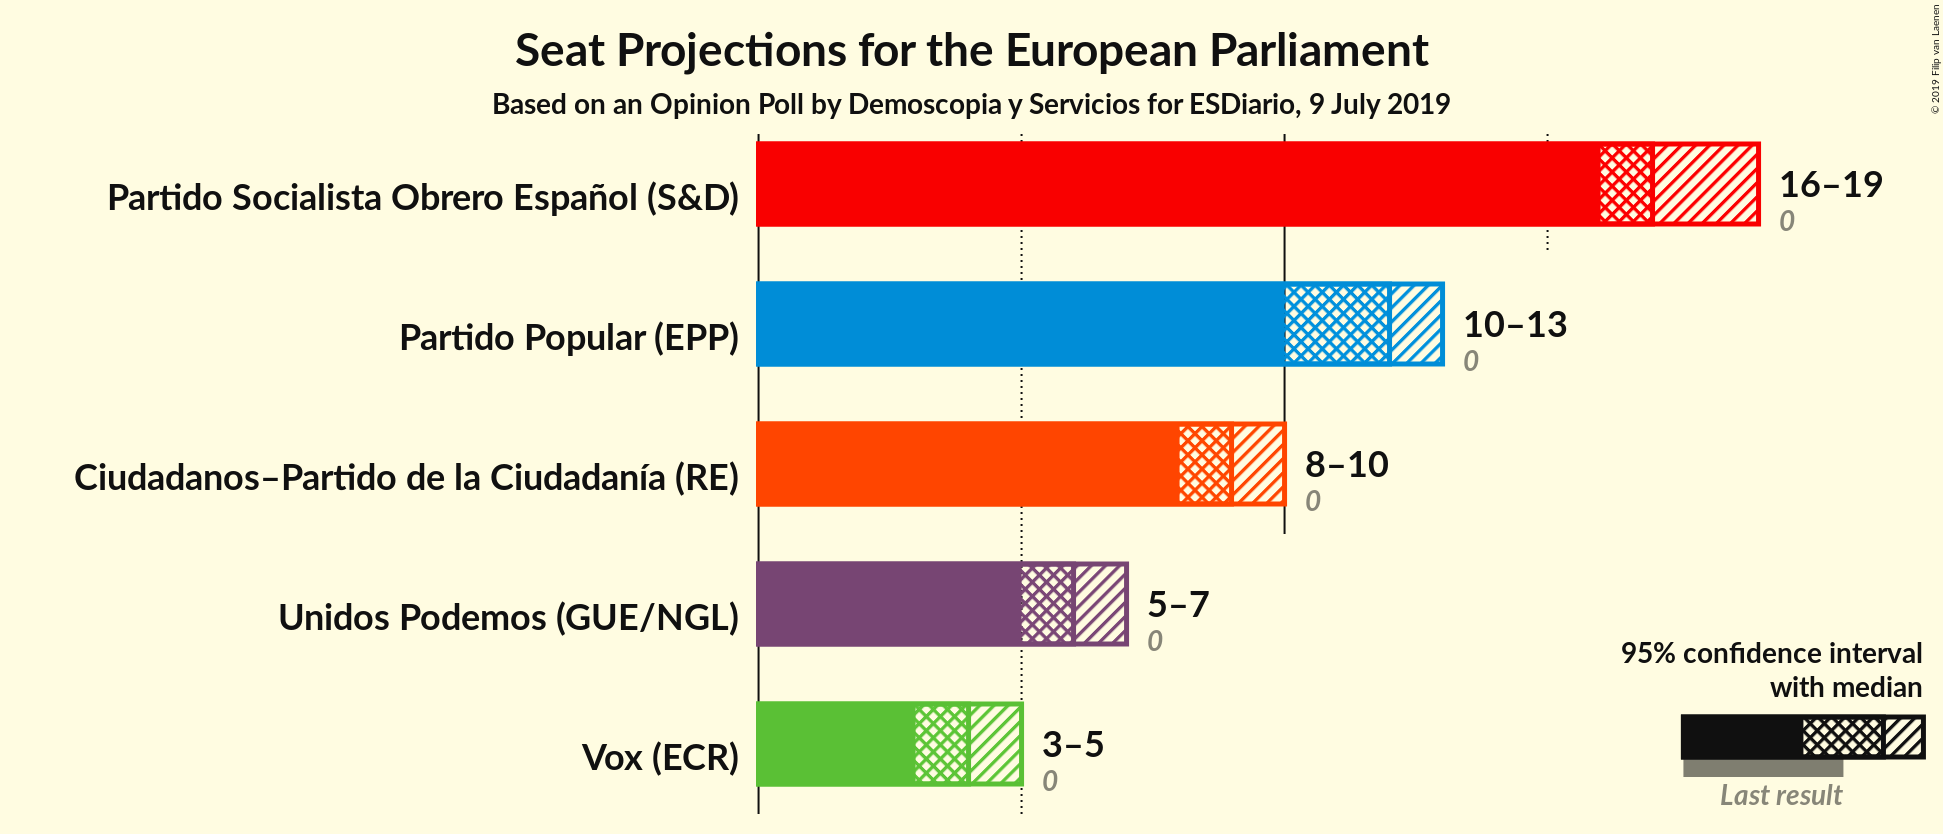 Seat Projections for the European Parliament
Based on an Opinion Poll by Demoscopia y Servicios for ESDiario, 9 July 2019
© 2019 Filip van Laenen
Partido Socialista Obrero Español (S&D)
16–19
0
Partido Popular (EPP)
10–13
0
Ciudadanos–Partido de la Ciudadanía (RE)
8–10
0
Unidos Podemos (GUE/NGL)
5–7
0
Vox (ECR)
3–5
0
95% confidence interval
with median
Last result